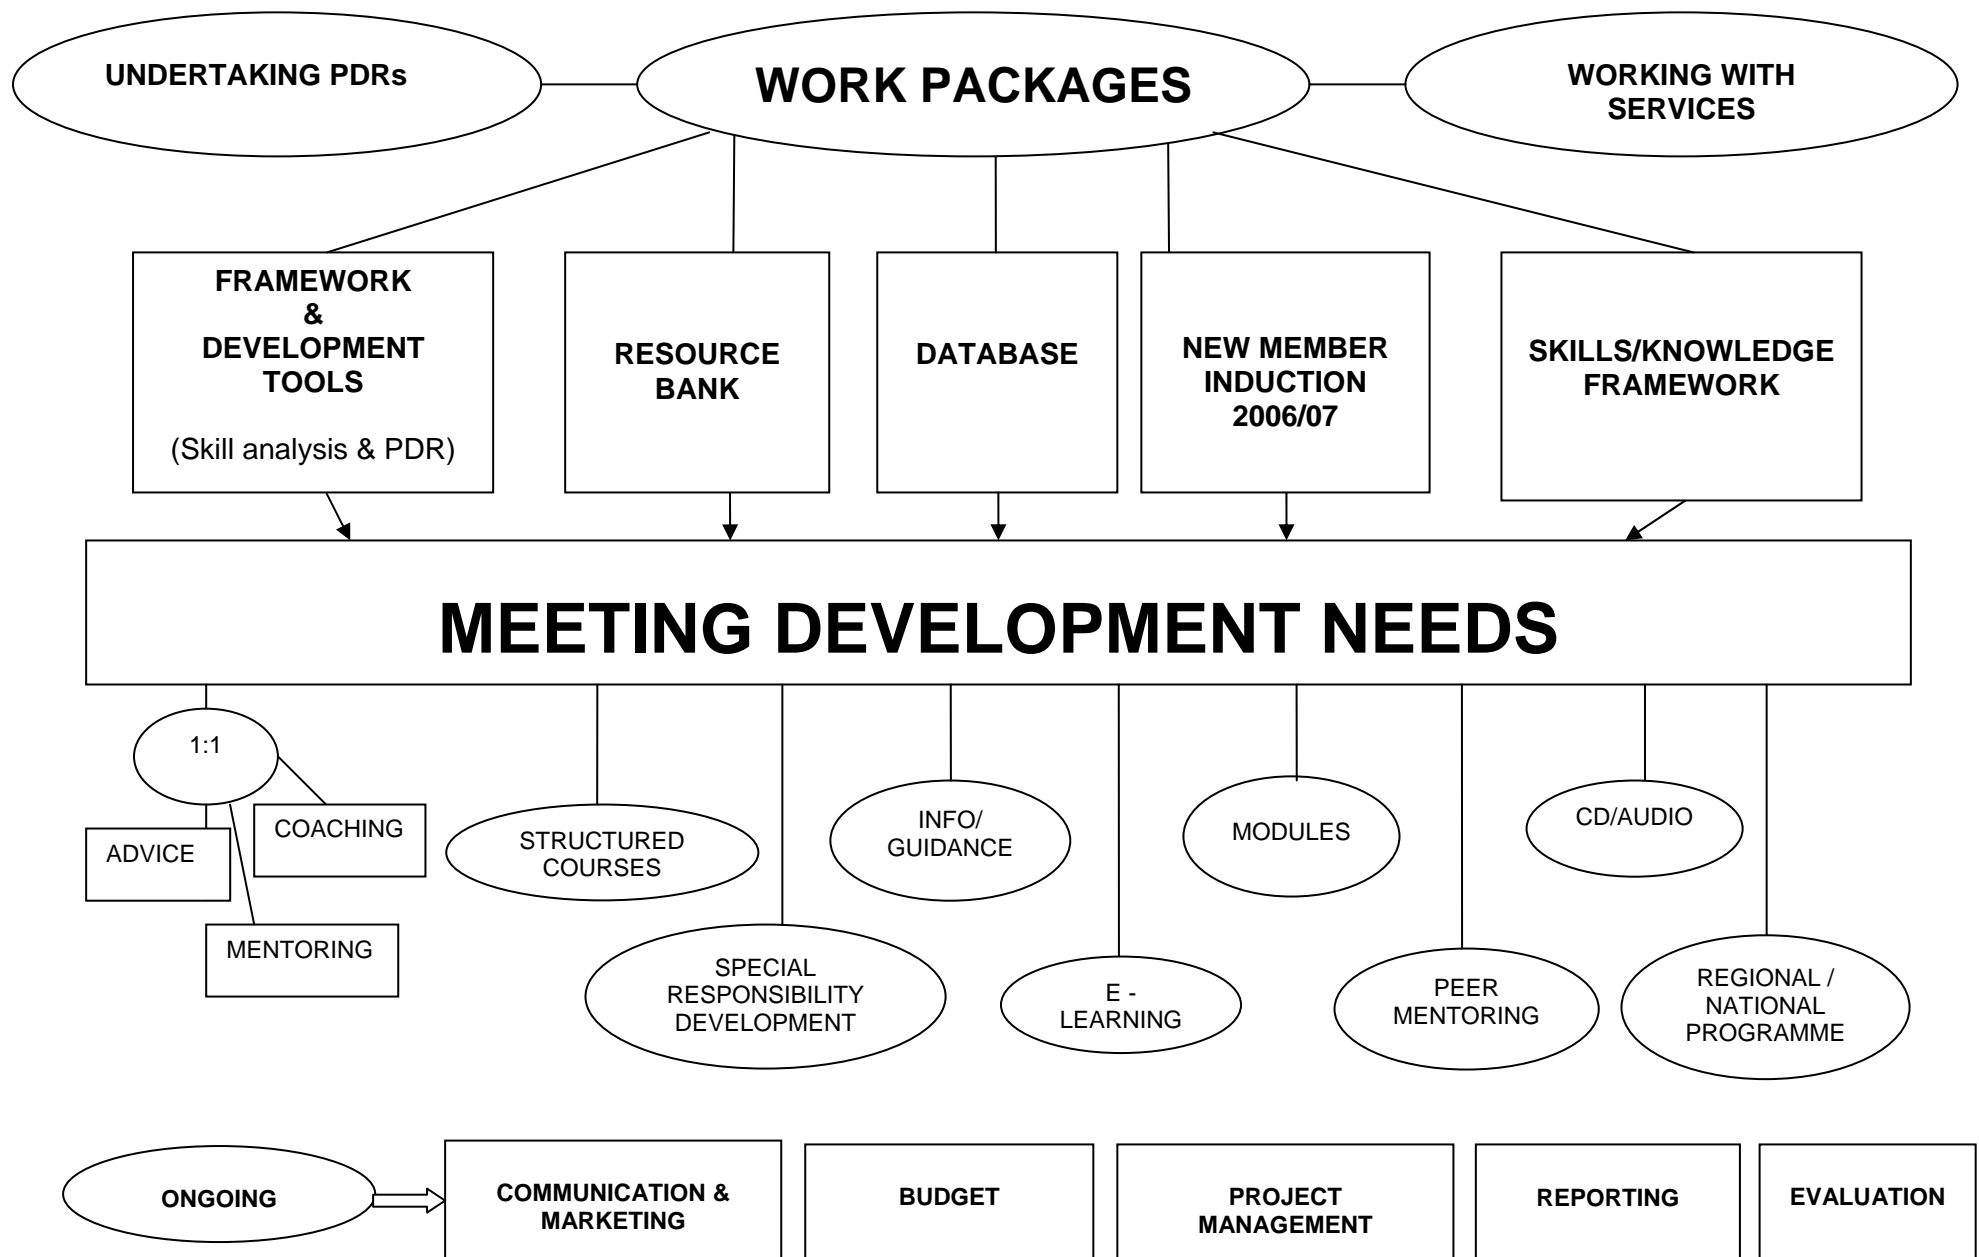 UNDERTAKING PDRs
WORK PACKAGES
WORKING WITH
SERVICES
FRAMEWORK
&
DEVELOPMENT
TOOLS
(Skill analysis & PDR)
RESOURCE
BANK
DATABASE
NEW MEMBER
INDUCTION
2006/07
SKILLS/KNOWLEDGE
FRAMEWORK
MEETING DEVELOPMENT NEEDS
1:1
ADVICE
COACHING
MENTORING
STRUCTURED
COURSES
SPECIAL
RESPONSIBILITY
DEVELOPMENT
INFO/
GUIDANCE
E -
LEARNING
MODULES
PEER
MENTORING
CD/AUDIO
REGIONAL /
NATIONAL
PROGRAMME
ONGOING
COMMUNICATION &
MARKETING
BUDGET
PROJECT
MANAGEMENT
REPORTING
EVALUATION